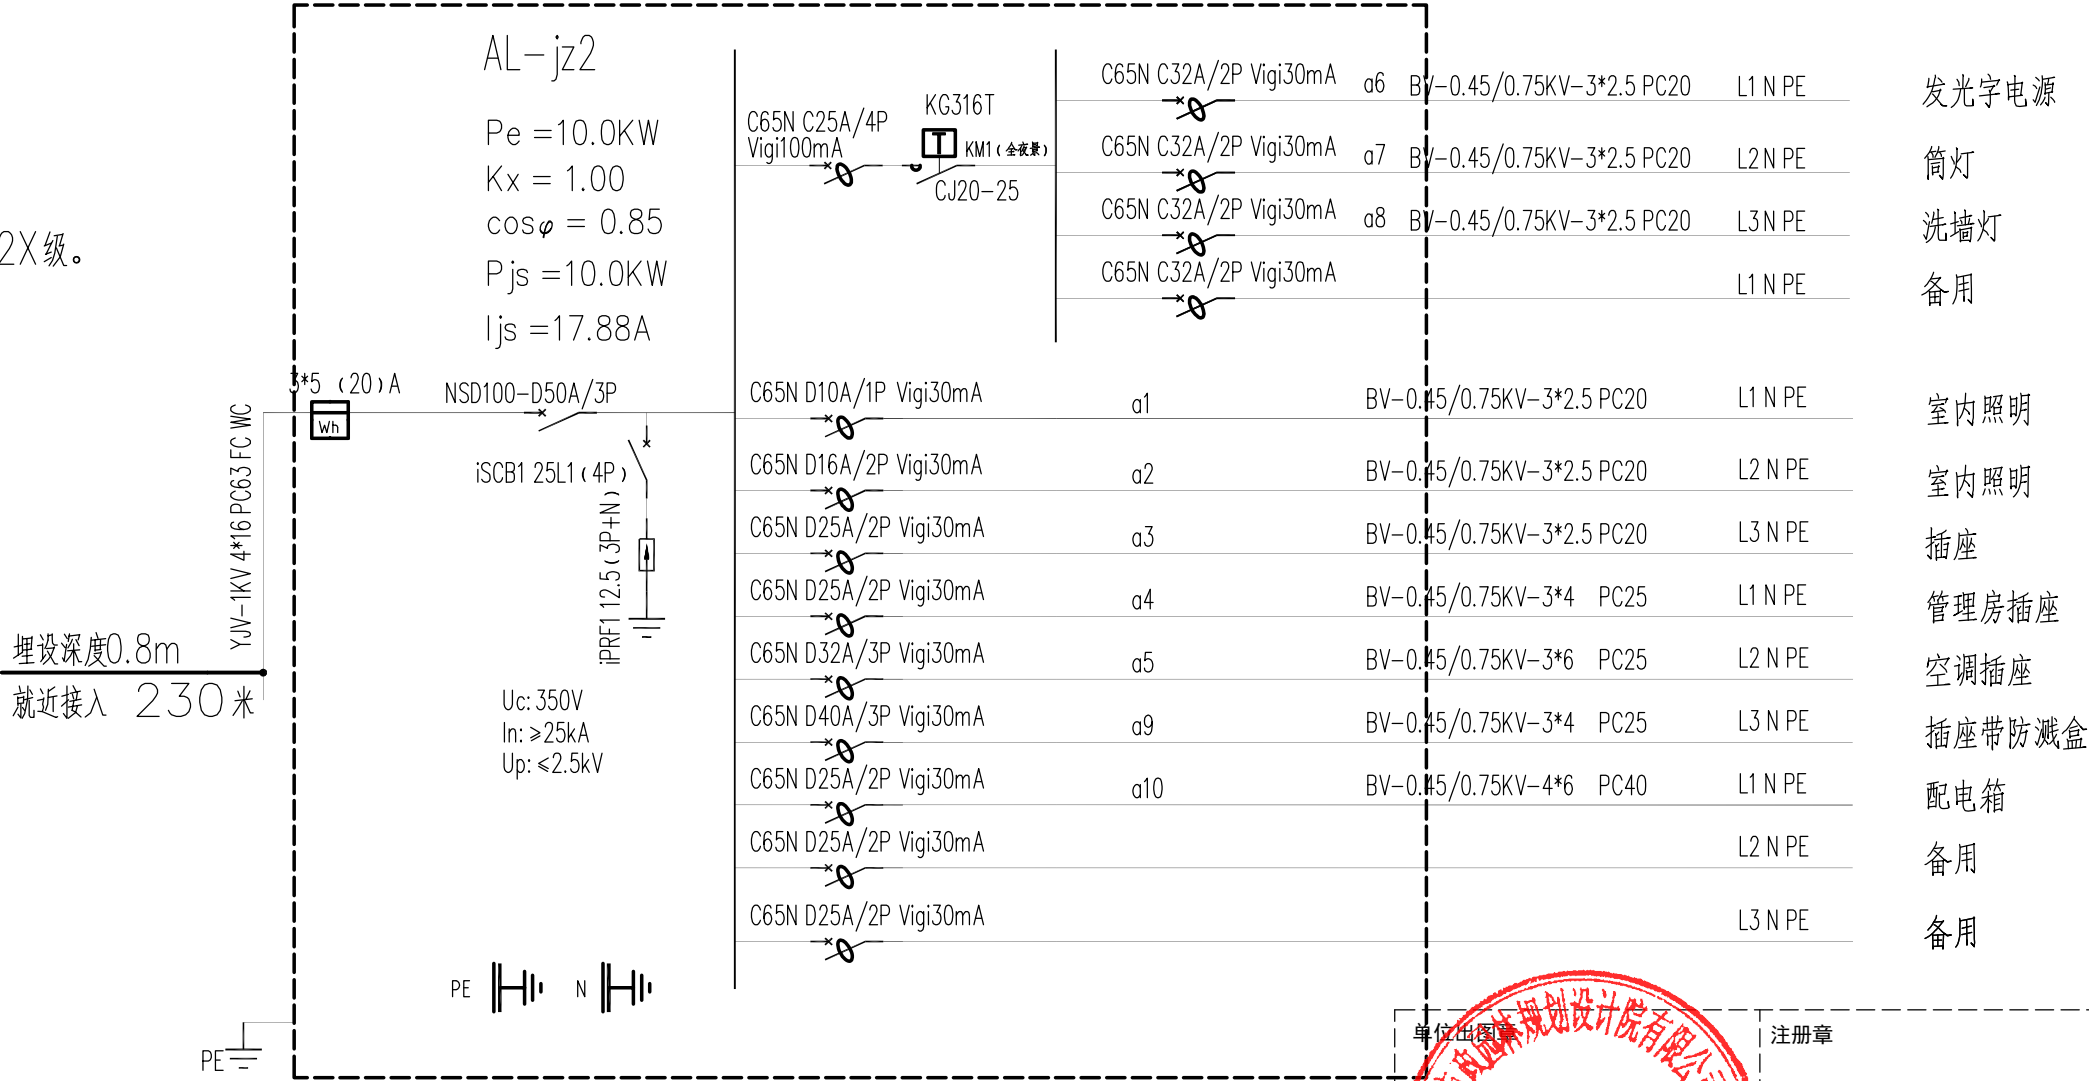 AL-jz2
Pe =10.0KW
Kx = 1.00
cosφ = 0.85
Pjs =10.0KW
Ijs =17.88A
2X级。
C65N C25A/4P
Vigi100mA
KG316T
KM1(全夜景)
CJ20-25
C65N C32A/2P Vigi30mA a6 BV-0.45/0.75KV-3*2.5 PC20 L1 N PE 发光字电源
C65N C32A/2P Vigi30mA a7 BV-0.45/0.75KV-3*2.5 PC20 L2 N PE 筒灯
C65N C32A/2P Vigi30mA a8 BV-0.45/0.75KV-3*2.5 PC20 L3 N PE 洗墙灯
C65N C32A/2P Vigi30mA L1 N PE 备用
3*5 (20)A
Wh
NSD100-D50A/3P
iSCB1 25L1(4P)
iPRF1 12.5(3P+N)
YJV-1KV 4*16 PC63 FC WC
埋设深度0.8m
就近接入 230米
Uc: 350V
In: ≥25kA
Up: ≤2.5kV
C65N D10A/1P Vigi30mA a1 BV-0.45/0.75KV-3*2.5 PC20 L1 N PE 室内照明
C65N D16A/2P Vigi30mA a2 BV-0.45/0.75KV-3*2.5 PC20 L2 N PE 室内照明
C65N D25A/2P Vigi30mA a3 BV-0.45/0.75KV-3*2.5 PC20 L3 N PE 插座
C65N D25A/2P Vigi30mA a4 BV-0.45/0.75KV-3*4 PC25 L1 N PE 管理房插座
C65N D32A/3P Vigi30mA a5 BV-0.45/0.75KV-3*6 PC25 L2 N PE 空调插座
C65N D40A/3P Vigi30mA a9 BV-0.45/0.75KV-3*4 PC25 L3 N PE 插座带防溅盒
C65N D25A/2P Vigi30mA a10 BV-0.45/0.75KV-4*6 PC40 L1 N PE 配电箱
C65N D25A/2P Vigi30mA L2 N PE 备用
C65N D25A/2P Vigi30mA L3 N PE 备用
PE
N
PE
单位出图章
注册章
园林规划设计院有限公司